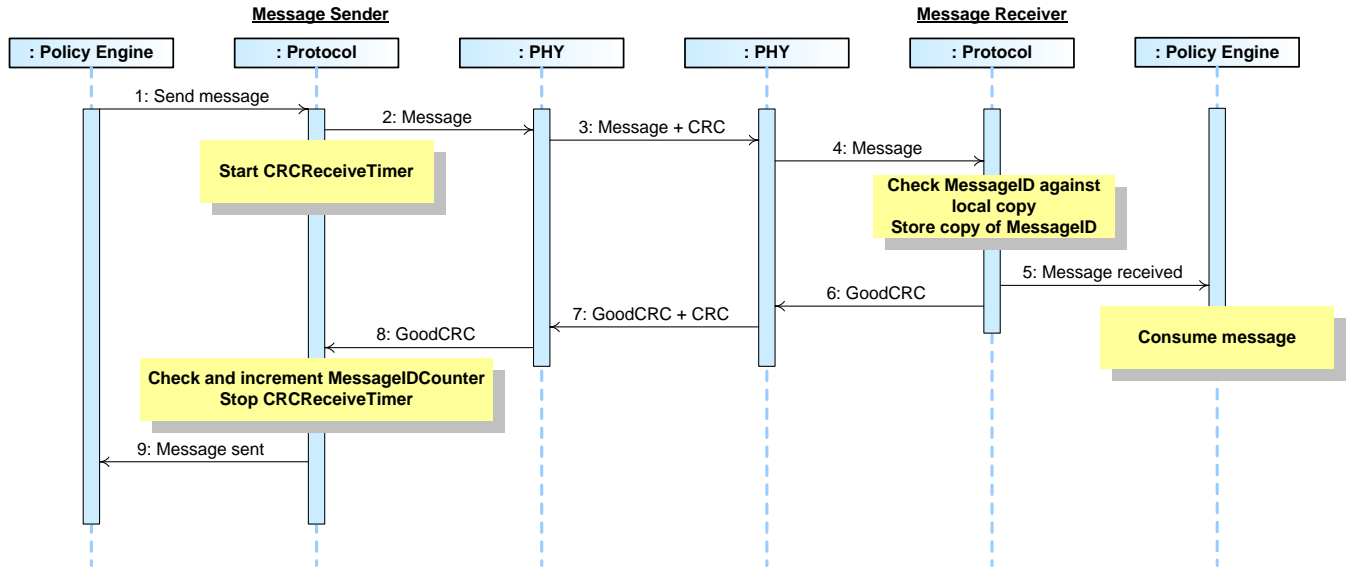 Message Sender
Message Receiver
: Policy Engine
: Protocol
: PHY
: PHY
: Protocol
: Policy Engine
1: Send message
2: Message
3: Message + CRC
4: Message
Start CRCReceiveTimer
Check MessageID against
local copy
Store copy of MessageID
5: Message received
6: GoodCRC
7: GoodCRC + CRC
8: GoodCRC
Consume message
Check and increment MessageIDCounter
Stop CRCReceiveTimer
9: Message sent